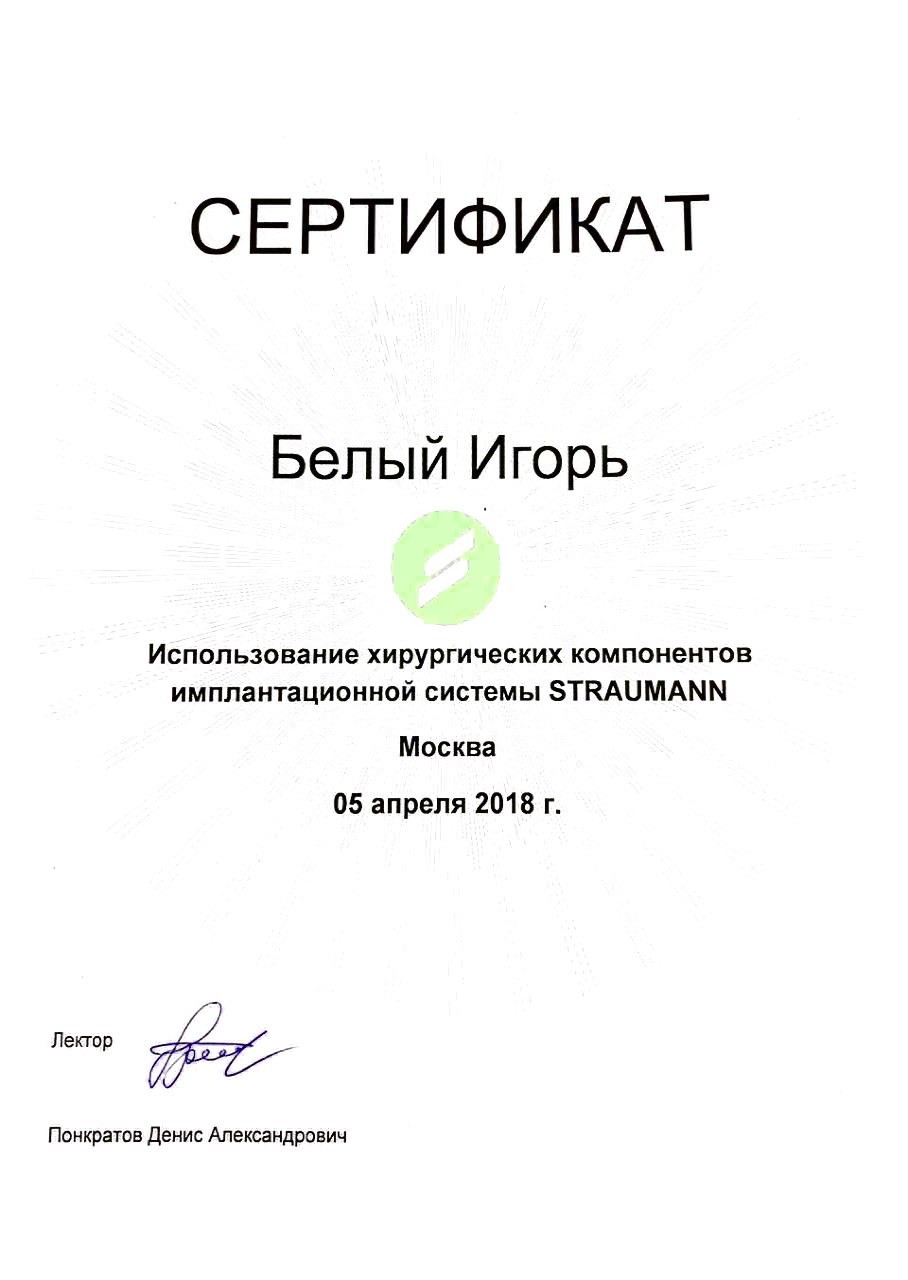 СЕРТИФИКАТ
Белый Игорь
Использование хирургических компонентов
имплантационной системы STRAUMANN
Москва
05 апреля 2018 г.
Лектор
Понкратов Денис Александрович